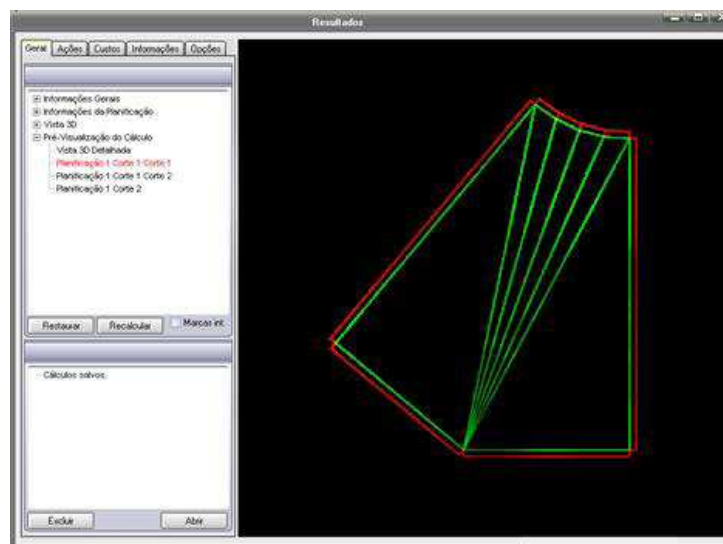 Resultados
Geral Ações Custos Informações Opções
Informações Gerais
Informações da Planificação
Vista 3D
Pré-Visualização do Cálculo
Vista 3D Detalhada
Planificação 1 Corte 1 Corte 1
Planificação 1 Corte 1 Corte 2
Planificação 1 Corte 2
Restaurar Recalcular Marcas int.
Cálculos salvos.
Excluir Abrir